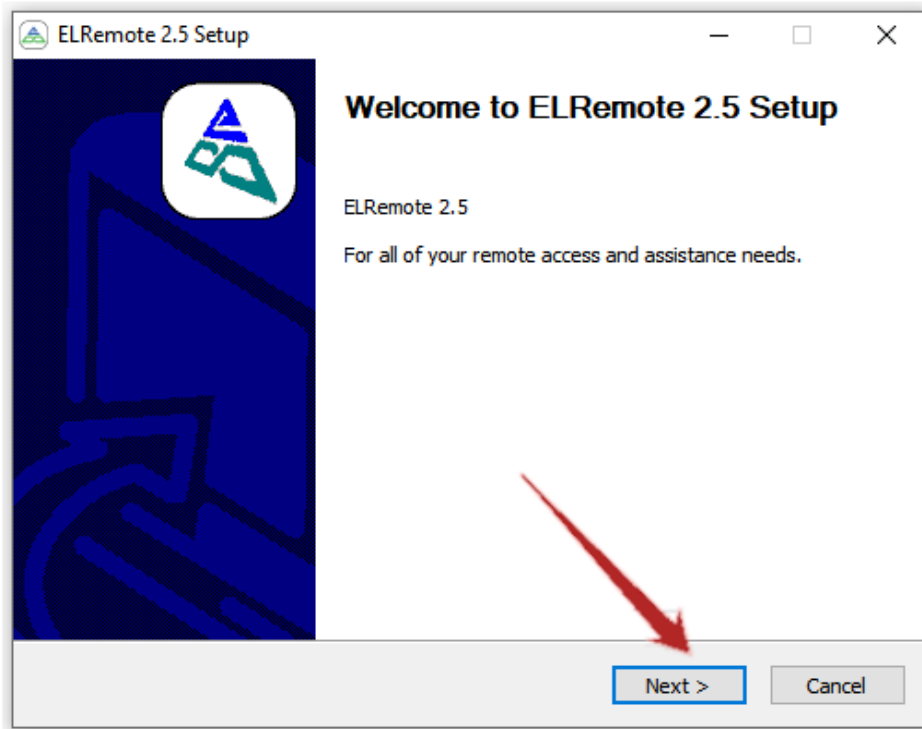 ELRemote 2.5 Setup
Welcome to ELRemote 2.5 Setup
ELRemote 2.5
For all of your remote access and assistance needs.
Next >
Cancel